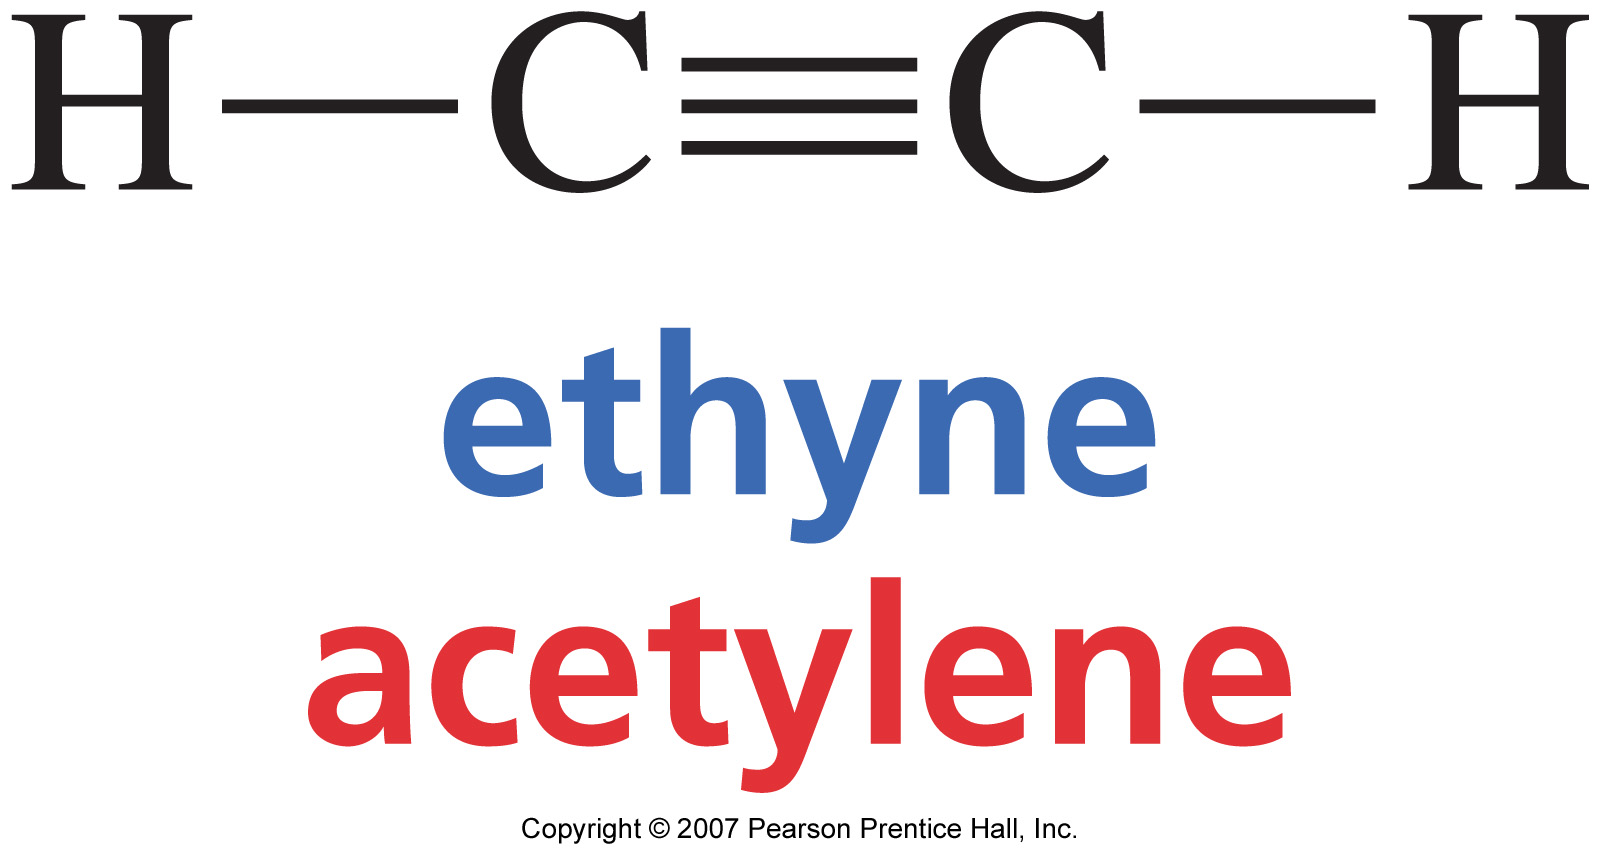 H—C≡C—H
ethyne
acetylene
Copyright © 2007 Pearson Prentice Hall, Inc.